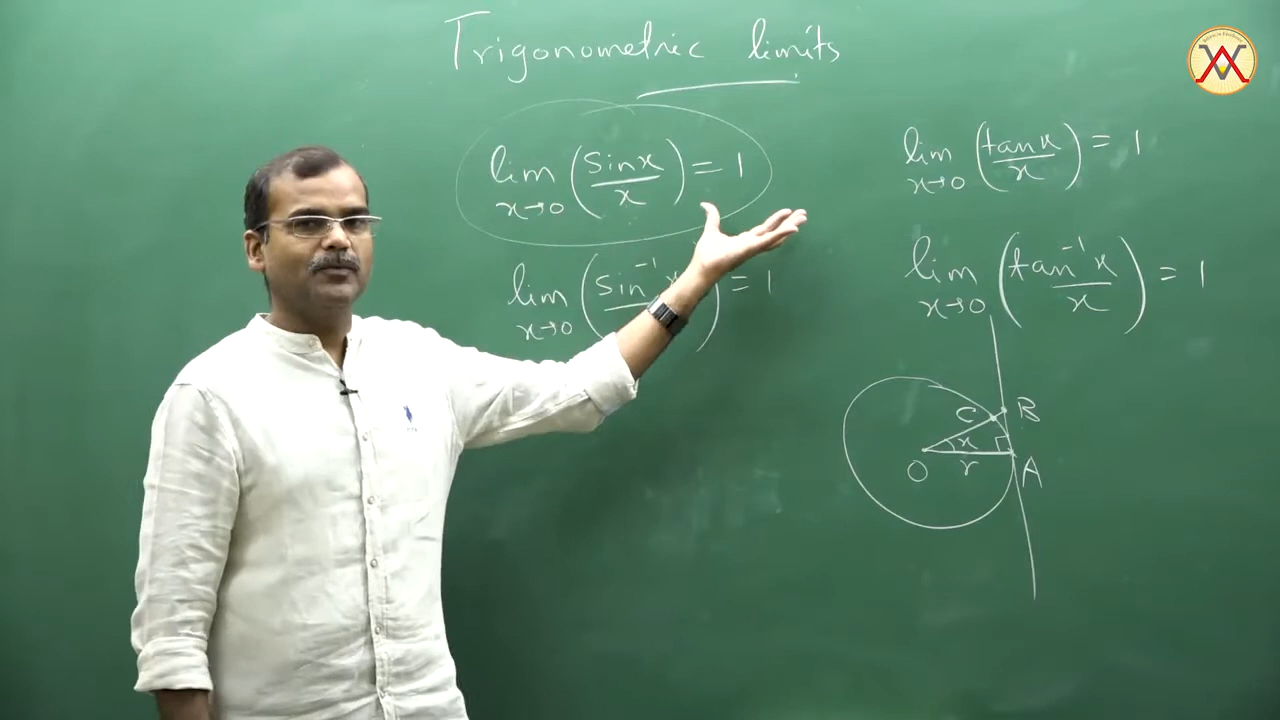 Trigonometric limits
lim x→0 (sin x / x) = 1
lim x→0 (sin⁻¹ x / ) = 1
lim x→0 (tan x / x) = 1
lim x→0 (tan⁻¹ x / x) = 1
C B
x
O r A